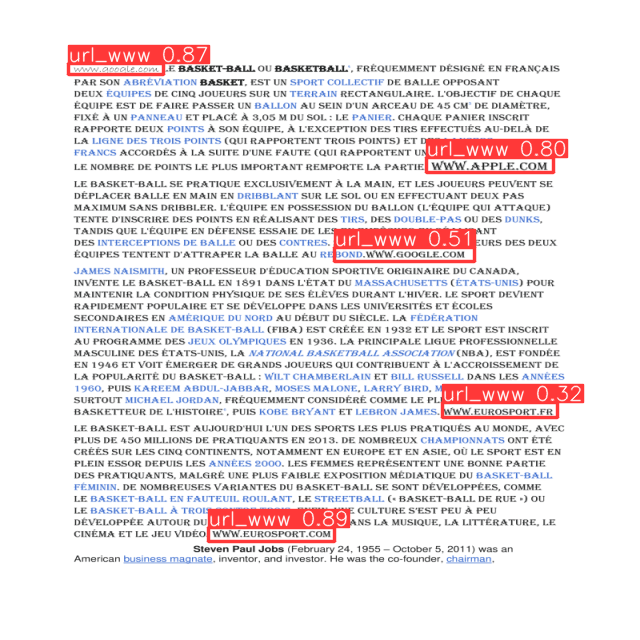 url_www 0.87
www.google.com LE BASKET-BALL OU BASKETBALL, FRÉQUEMMENT DÉSIGNÉ EN FRANÇAIS
PAR SON ABRÉVIATION BASKET, EST UN SPORT COLLECTIF DE BALLE OPPOSANT
DEUX ÉQUIPES DE CINQ JOUEURS SUR UN TERRAIN RECTANGULAIRE. L'OBJECTIF DE CHAQUE
ÉQUIPE EST DE FAIRE PASSER UN BALLON AU SEIN D'UN ARCEAU DE 45 CM DE DIAMÈTRE,
FIXÉ À UN PANNEAU ET PLACÉ À 3,05 M DU SOL : LE PANIER. CHAQUE PANIER INSCRIT
RAPPORTE DEUX POINTS À SON ÉQUIPE, À L'EXCEPTION DES TIRS EFFECTUÉS AU-DELÀ DE
LA LIGNE DES TROIS POINTS (QUI RAPPORTENT TROIS POINTS) ET
url_www 0.80
FRANCS ACCORDÉS À LA SUITE D'UNE FAUTE (QUI RAPPORTENT
LE NOMBRE DE POINTS LE PLUS IMPORTANT REMPORTE LA PARTIE. WWW.APPLE.COM
LE BASKET-BALL SE PRATIQUE EXCLUSIVEMENT À LA MAIN, ET LES JOUEURS PEUVENT SE
DÉPLACER BALLE EN MAIN EN DRIBBLANT SUR LE SOL OU EN EFFECTUANT DEUX PAS
MAXIMUM SANS DRIBBLER. L'ÉQUIPE EN POSSESSION DU BALLON (L'ÉQUIPE QUI ATTAQUE)
TENTE D'INSCRIRE DES POINTS EN RÉALISANT DES TIRS, DES DOUBLE-PAS OU DES DUNKS,
TANDIS QUE L'ÉQUIPE EN DÉFENSE ESSAIE DE
url_www 0.51
DES INTERCEPTIONS DE BALLE OU DES CONTRES. DES DEUX
ÉQUIPES TENTENT D'ATTRAPER LA BALLE AU REBOND.WWW.GOOGLE.COM
JAMES NAISMITH, UN PROFESSEUR D'ÉDUCATION SPORTIVE ORIGINAIRE DU CANADA,
INVENTE LE BASKET-BALL EN 1891 DANS L'ÉTAT DU MASSACHUSETTS (ÉTATS-UNIS) POUR
MAINTENIR LA CONDITION PHYSIQUE DE SES ÉLÈVES DURANT L'HIVER. LE SPORT DEVIENT
RAPIDEMENT POPULAIRE ET SE DÉVELOPPE DANS LES UNIVERSITÉS ET ÉCOLES
SECONDAIRES EN AMÉRIQUE DU NORD AU DÉBUT DU SIÈCLE. LA FÉDÉRATION
INTERNATIONALE DE BASKET-BALL (FIBA) EST CRÉÉE EN 1932 ET LE SPORT EST INSCRIT
AU PROGRAMME DES JEUX OLYMPIQUES EN 1936. LA PRINCIPALE LIGUE PROFESSIONNELLE
MASCULINE DES ÉTATS-UNIS, LA NATIONAL BASKETBALL ASSOCIATION (NBA), EST FONDÉE
EN 1946 ET VOIT ÉMERGER DE GRANDS JOUEURS QUI CONTRIBUENT À L'ACCROISSEMENT DE
LA POPULARITÉ DU BASKET-BALL : WILT CHAMBERLAIN ET BILL RUSSELL DANS LES ANNÉES
1960, PUIS KAREEM ABDUL-JABBAR, MOSES MALONE, LARRY BIRD,
url_www 0.32
SURTOUT MICHAEL JORDAN, FRÉQUEMMENT CONSIDÉRÉ COMME LE
BASKETTEUR DE L'HISTOIRE, PUIS KOBE BRYANT ET LEBRON JAMES. WWW.EUROSPORT.FR
LE BASKET-BALL EST AUJOURD'HUI L'UN DES SPORTS LES PLUS PRATIQUÉS AU MONDE, AVEC
PLUS DE 450 MILLIONS DE PRATIQUANTS EN 2013. DE NOMBREUX CHAMPIONNATS ONT ÉTÉ
CRÉÉS SUR LES CINQ CONTINENTS, NOTAMMENT EN EUROPE ET EN ASIE, OÙ LE SPORT EST EN
PLEIN ESSOR DEPUIS LES ANNÉES 2000. LES FEMMES REPRÉSENTENT UNE BONNE PARTIE
DES PRATIQUANTS, MALGRÉ UNE PLUS FAIBLE EXPOSITION MÉDIATIQUE DU BASKET-BALL
FÉMININ. DE NOMBREUSES VARIANTES DU BASKET-BALL SE SONT DÉVELOPPÉES, COMME
LE BASKET-BALL EN FAUTEUIL ROULANT, LE STREETBALL (« BASKET-BALL DE RUE ») OU
LE BASKET-BALL À TROIS UNE CULTURE S'EST PEU À PEU
url_www 0.89
DÉVELOPPÉE AUTOUR DU DANS LA MUSIQUE, LA LITTÉRATURE, LE
CINÉMA ET LE JEU VIDÉO. WWW.EUROSPORT.COM
Steven Paul Jobs (February 24, 1955 – October 5, 2011) was an
American business magnate, inventor, and investor. He was the co-founder, chairman,